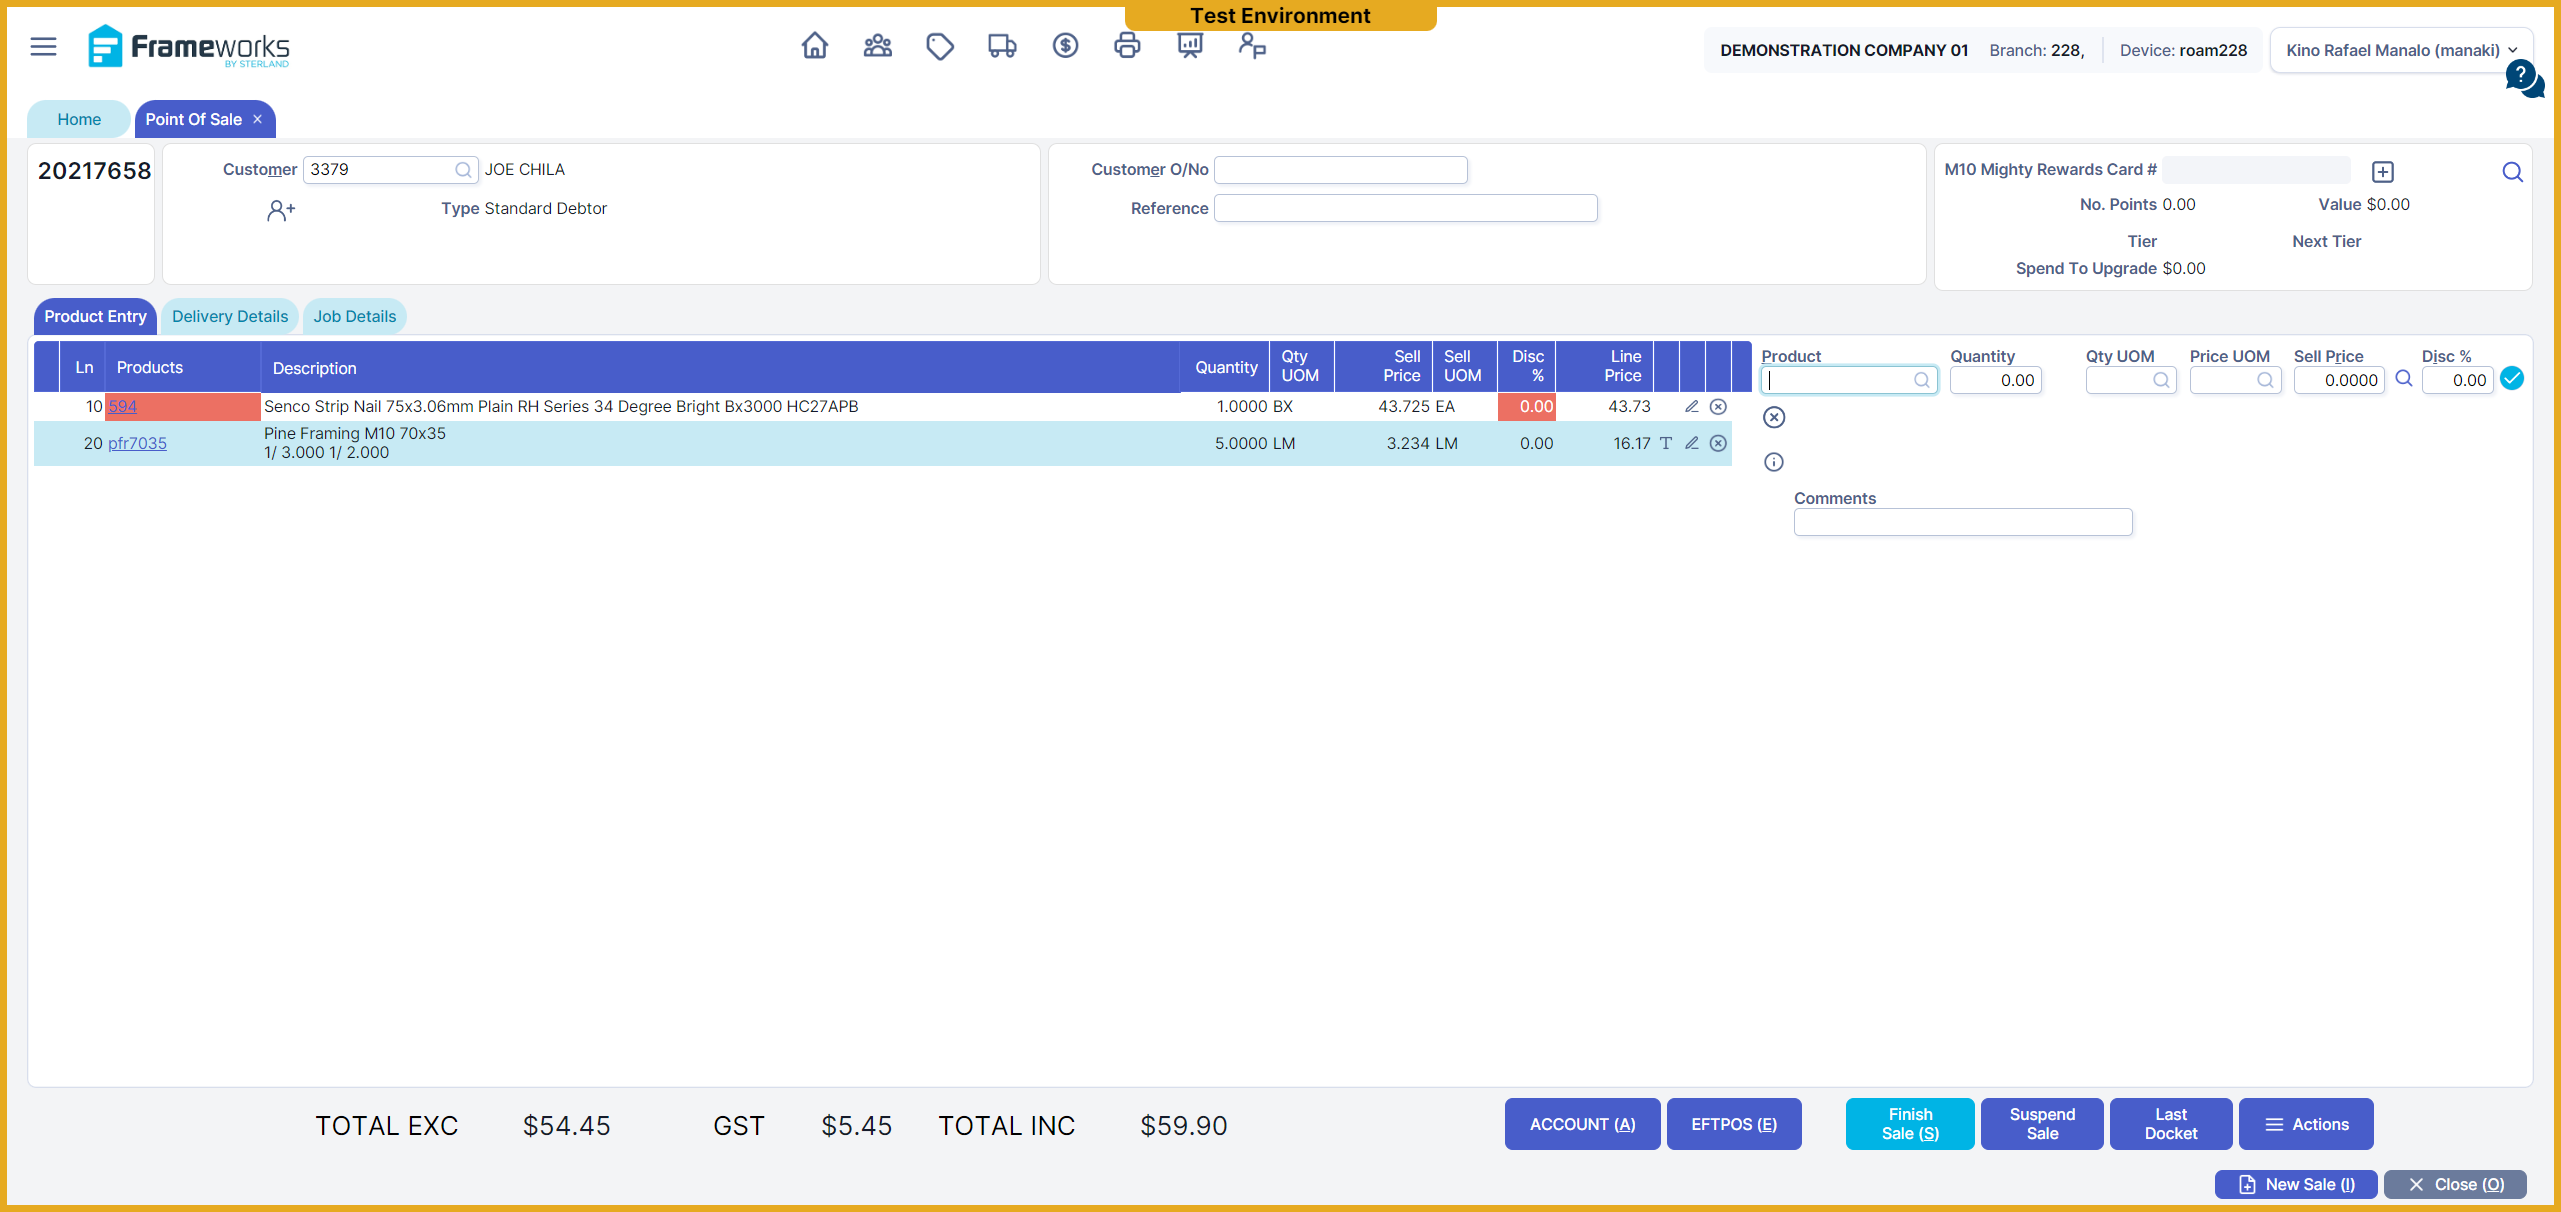 Test Environment
Frameworks
BY STERLAND
DEMONSTRATION COMPANY 01 Branch: 228, Device: roam228 Kino Rafael Manalo (manaki)
?
Home Point Of Sale ×
20217658
Customer 3379 JOE CHILA
Type Standard Debtor
Customer O/No
Reference
M10 Mighty Rewards Card #
No. Points 0.00 Value $0.00
Tier Next Tier
Spend To Upgrade $0.00
Product Entry Delivery Details Job Details
Ln Products Description Quantity Qty UOM Sell Price Sell UOM Disc % Line Price
10 594 Senco Strip Nail 75x3.06mm Plain RH Series 34 Degree Bright Bx3000 HC27APB 1.0000 BX 43.725 EA 0.00 43.73
20 pfr7035 Pine Framing M10 70x35 5.0000 LM 3.234 LM 0.00 16.17 T
1/ 3.000 1/ 2.000
Product Quantity Qty UOM Price UOM Sell Price Disc %
0.00 0.0000 0.00
Comments
TOTAL EXC $54.45 GST $5.45 TOTAL INC $59.90
ACCOUNT (A) EFTPOS (E) Finish Sale (S) Suspend Sale Last Docket Actions
New Sale (I) Close (O)